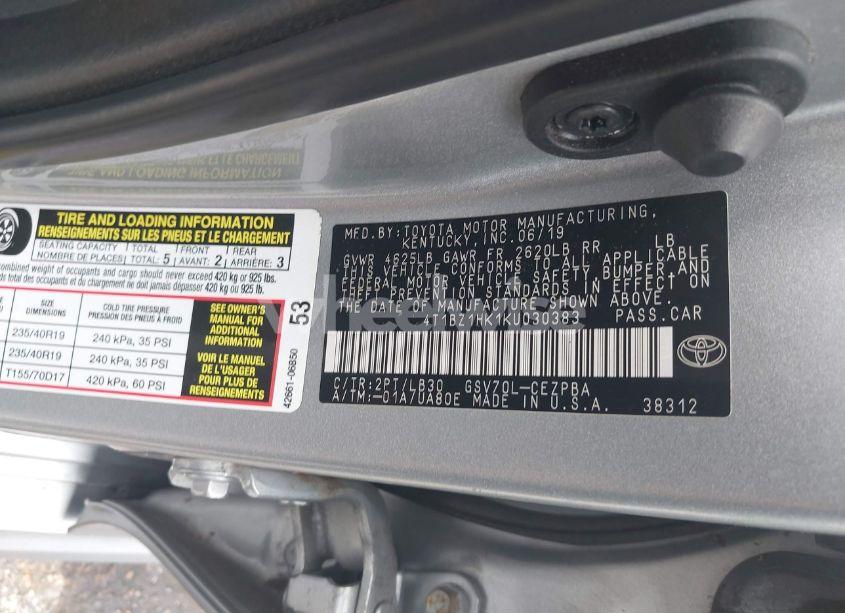 TIRE AND LOADING INFORMATION
RENSEIGNEMENTS SUR LES PNEUS ET LE CHARGEMENT
SEATING CAPACITY TOTAL FRONT REAR
NOMBRE DE PLACES TOTAL: 5 AVANT: 2 ARRIÈRE: 3
combined weight of occupants and cargo should never exceed 420 kg or 925 lbs.
total des occupants et du chargement ne doit jamais dépasser 420 kg ou 925 lb.
COLD TIRE PRESSURE
PRESSION DES PNEUS À FROID
235/40R19 240 kPa, 35 PSI
235/40R19 240 kPa, 35 PSI
T155/70D17 420 kPa, 60 PSI
SEE OWNER'S
MANUAL FOR
ADDITIONAL
INFORMATION
VOIR LE MANUEL
DE L'USAGER
POUR PLUS DE
RENSEIGNEMENTS
53
42661-06850
MFD.BY:TOYOTA MOTOR MANUFACTURING,
KENTUCKY, INC.06/19
GVWR 4625LB GAWR FR 2620LB RR LB
THIS VEHICLE CONFORMS TO ALL APPLICABLE
FEDERAL MOTOR VEHICLE SAFETY, BUMPER,AND
THEFT PREVENTION STANDARDS IN EFFECT ON
THE DATE OF MANUFACTURE SHOWN ABOVE.
4T1BZ1HK1KU030383 PASS.CAR
C/TR:2PT/LB30 GSV70L-CEZPBA
A/TM:-01A7UA80E MADE IN U.S.A. 38312
TOYOTA